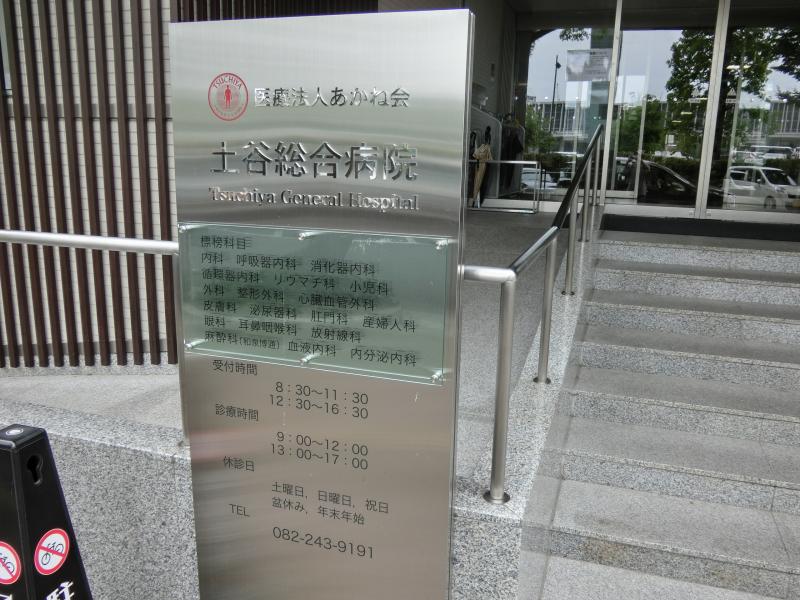 TSUCHIYA
医療法人あかね会
土谷総合病院
Tsuchiya General Hospital
標榜科目
内科 呼吸器内科 消化器内科
循環器内科 リウマチ科 小児科
外科 整形外科 心臓血管外科
皮膚科 泌尿器科 肛門科 産婦人科
眼科 耳鼻咽喉科 放射線科
麻酔科(和泉博通) 血液内科 内分泌内科
受付時間
8:30〜11:30
12:30〜16:30
診療時間
9:00〜12:00
13:00〜17:00
休診日
土曜日,日曜日,祝日
盆休み,年末年始
TEL
082-243-9191